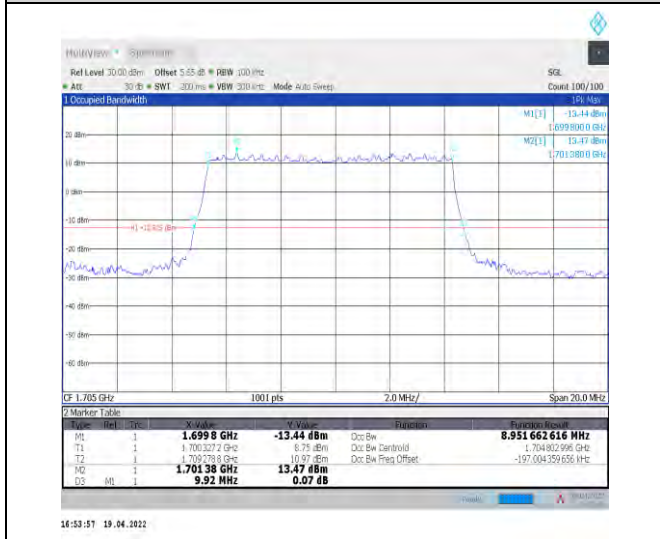 MultiView Spectrum
Ref Level 30.00 dBm Offset 5.65 dB RBW 100 kHz SGL
Att 30 dB SWT 200 ms VBW 300 kHz Mode Auto Sweep Count 100/100
1 Occupied Bandwidth 1Pk Max
M1[1] -13.44 dBm
1.699800 0 GHz
20 dBm
M2[1] 13.47 dBm
1.701380 0 GHz
10 dBm
0 dBm
-10 dBm
-20 dBm
-30 dBm
-40 dBm
-50 dBm
-60 dBm
CF 1.705 GHz 1001 pts 2.0 MHz/ Span 20.0 MHz
2 Marker Table
Type Ref Trc X-Value Y-Value Function Function Result
M1 1 1.699 8 GHz -13.44 dBm Occ Bw 8.951 662 616 MHz
T1 1 1.700 327 2 GHz 8.75 dBm Occ Bw Centroid 1.704 802 996 GHz
T2 1 1.709 278 8 GHz 10.97 dBm Occ Bw Freq Offset -197.004 359 656 kHz
M2 1 1.701 38 GHz 13.47 dBm
D3 M1 1 9.92 MHz 0.07 dB
16:53:57 19.04.2022